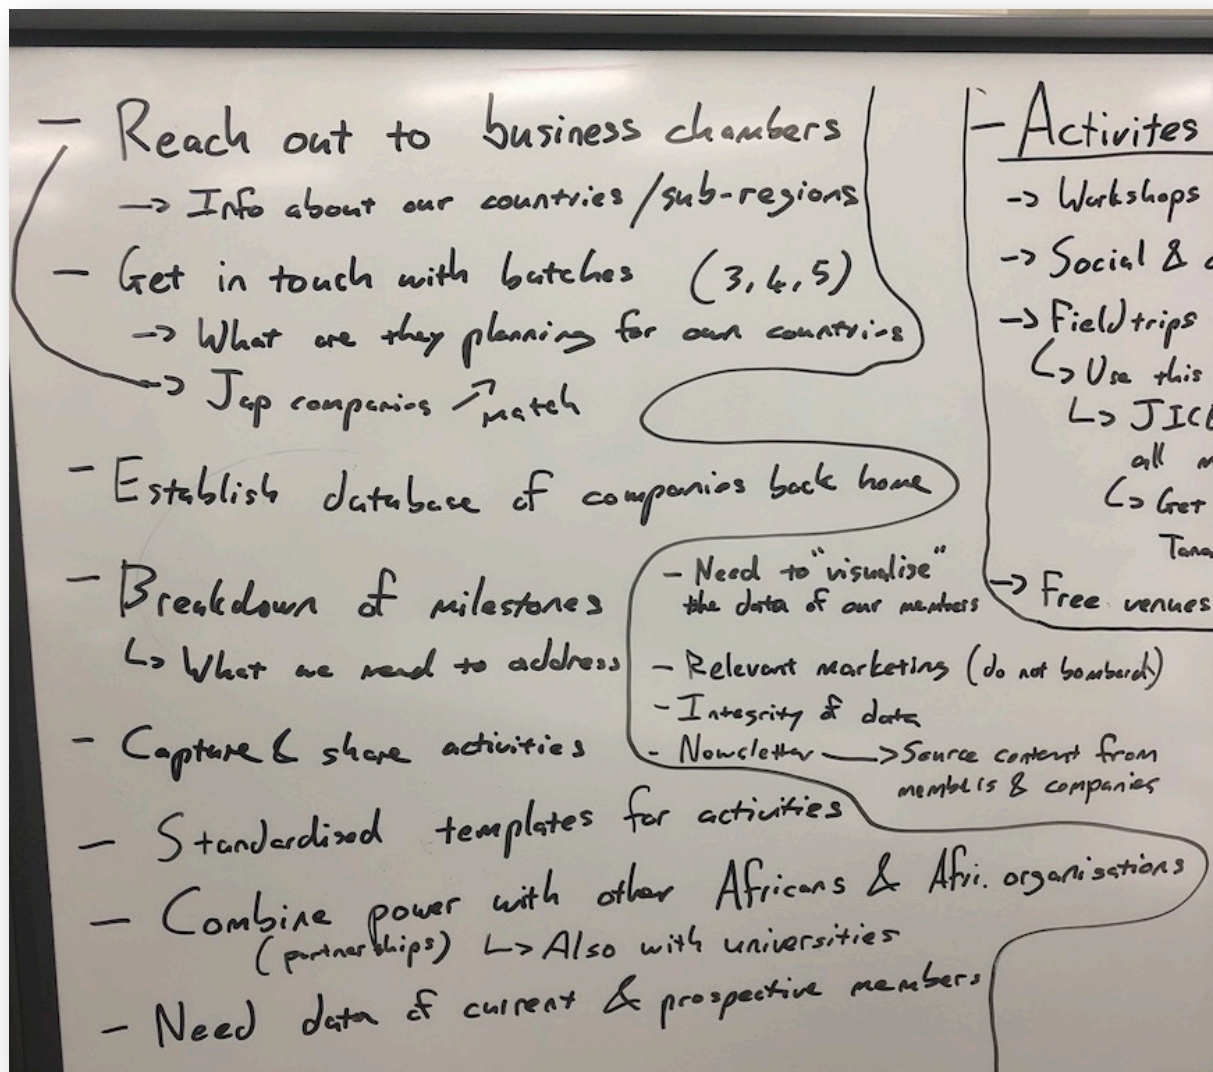 - Reach out to business chambers
-> Info about our countries/sub-regions
- Get in touch with batches (3,4,5)
-> What are they planning for our countries
-> Jap companies ↗ match
- Establish database of companies back home
- Breakdown of milestones
↳ What we need to address
- Capture & share activities
- Standardised templates for activities
- Combine power with other Africans & Afri. organisations
(partnerships) ↳ Also with universities
- Need data of current & prospective members
- Need to "visualise"
the data of our members
- Relevant marketing (do not bombard)
- Integrity of data
- Newsletter -> Source content from
members & companies
- Activites
-> Workshops
-> Social &
-> Field trips
↳ Use this
↳ JICE
all
↳ Get
-> Free venues